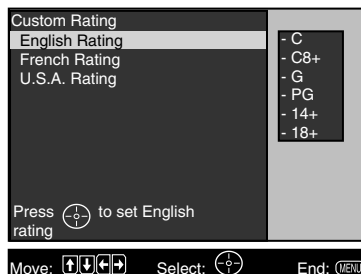 Custom Rating
English Rating
French Rating
U.S.A. Rating
- C
- C8+
- G
- PG
- 14+
- 18+
Press to set English
rating
Move: Select: End: MENU